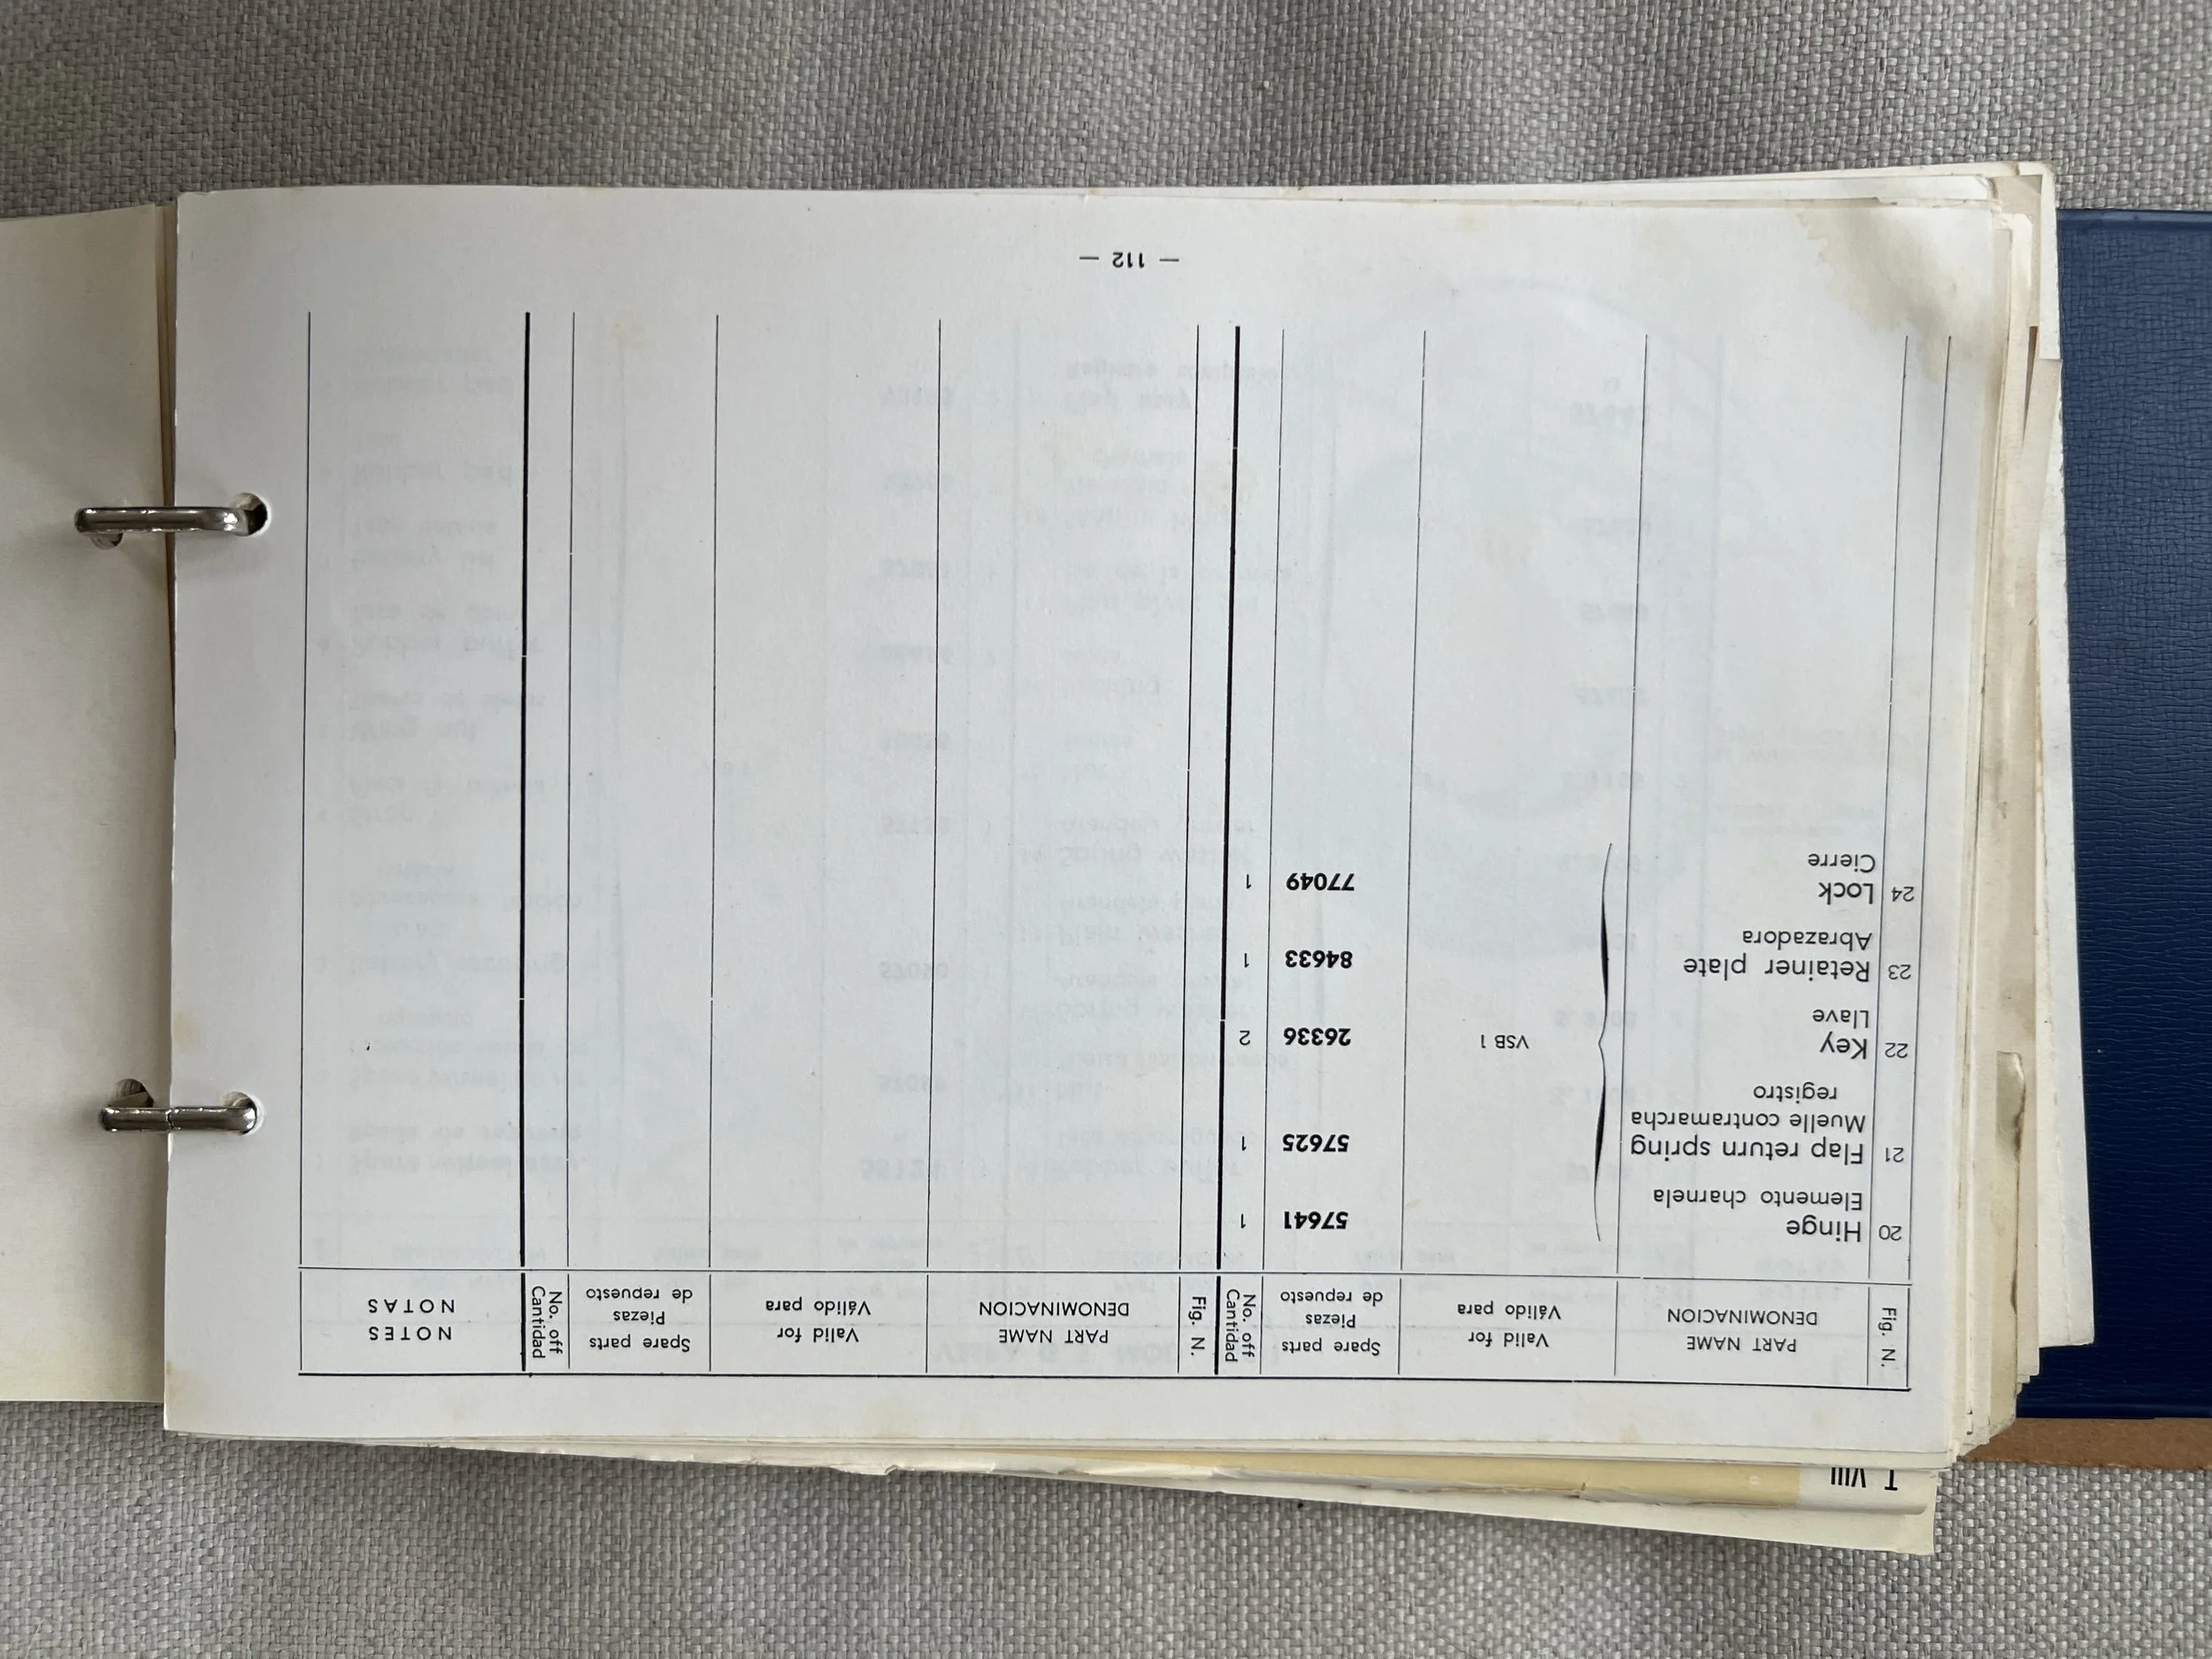 Fig. N.
PART NAME
DENOMINACION
Valid for
Válido para
Spare parts
Piezas
de repuesto
No. off
Cantidad
Fig. N.
PART NAME
DENOMINACION
Valid for
Válido para
Spare parts
Piezas
de repuesto
No. off
Cantidad
NOTES
NOTAS
20 Hinge 57641 1
Elemento charnela
21 Flap return spring 57625 1
Muelle contramarcha
registro
22 Key VSB 1 26336 2
Llave
23 Retainer plate 84633 1
Abrazadora
24 Lock 77049 1
Cierre
— 112 —
T VIII